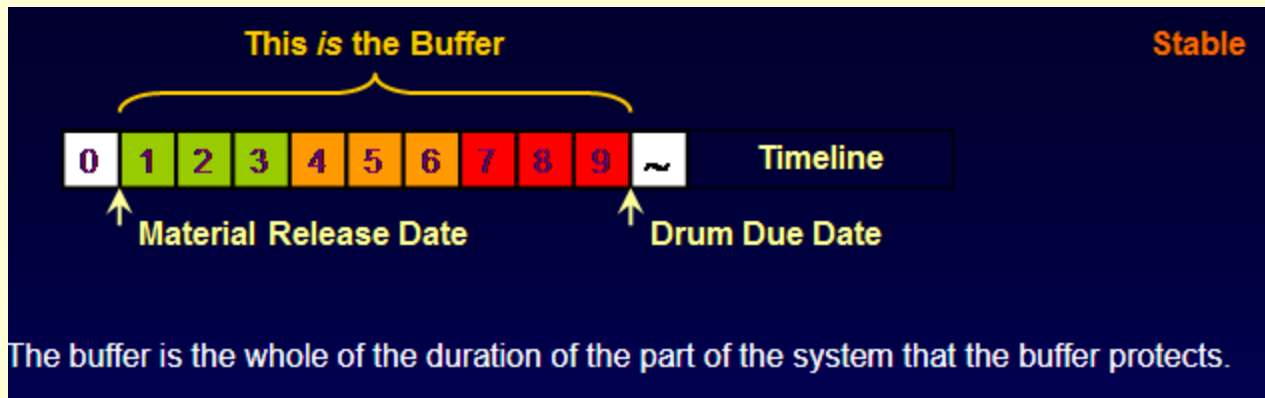 This is the Buffer
Stable
0 1 2 3 4 5 6 7 8 9 ~ Timeline
Material Release Date
Drum Due Date
The buffer is the whole of the duration of the part of the system that the buffer protects.